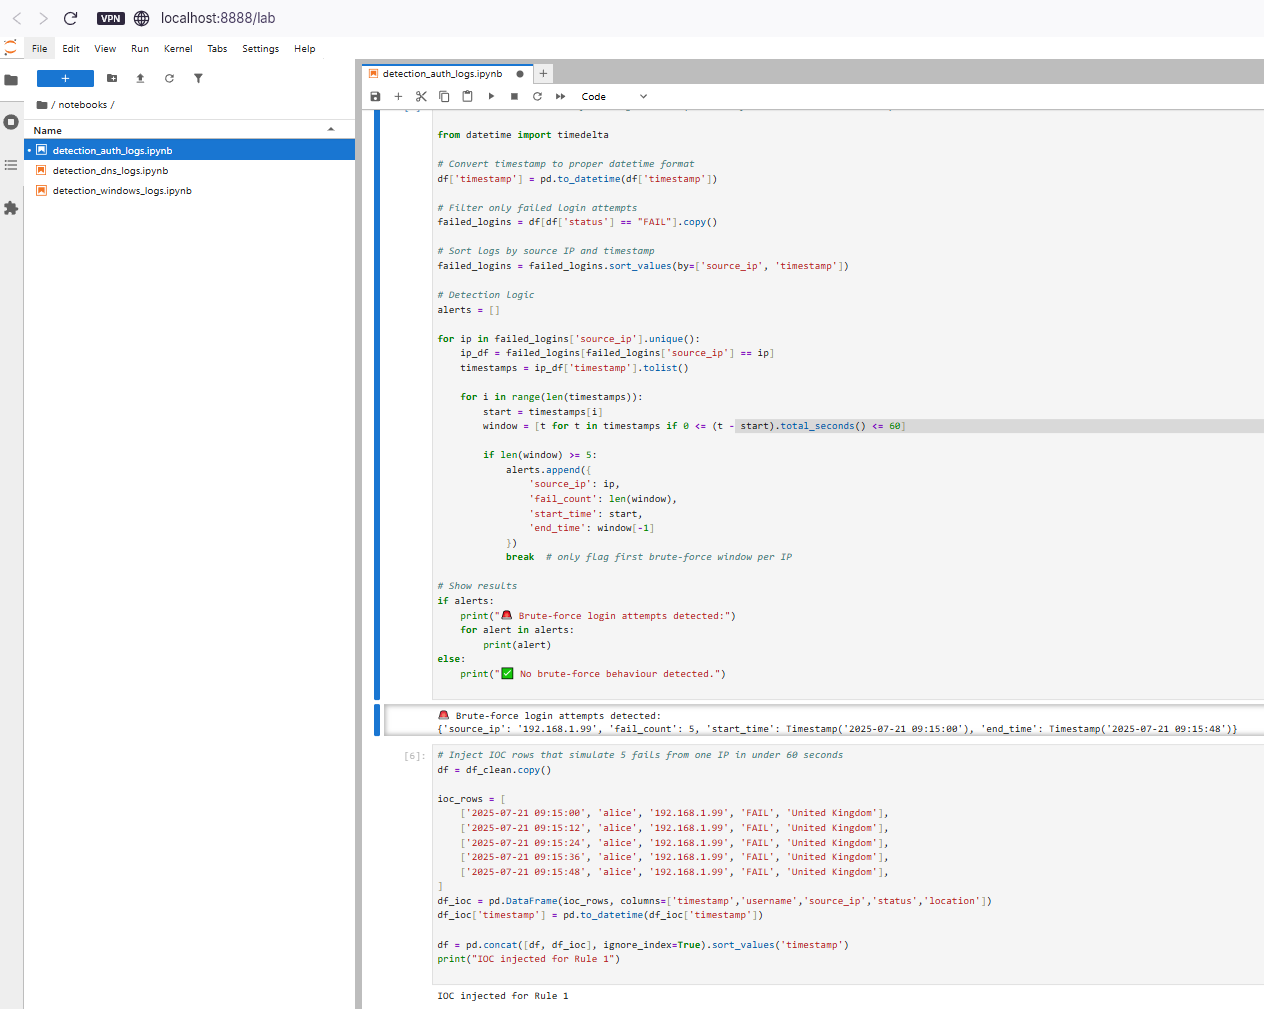 VPN localhost:8888/lab
File Edit View Run Kernel Tabs Settings Help
detection_auth_logs.ipynb
+
Code
/ notebooks /
Name
detection_auth_logs.ipynb
detection_dns_logs.ipynb
detection_windows_logs.ipynb
from datetime import timedelta
# Convert timestamp to proper datetime format
df['timestamp'] = pd.to_datetime(df['timestamp'])
# Filter only failed login attempts
failed_logins = df[df['status'] == "FAIL"].copy()
# Sort logs by source IP and timestamp
failed_logins = failed_logins.sort_values(by=['source_ip', 'timestamp'])
# Detection Logic
alerts = []
for ip in failed_logins['source_ip'].unique():
    ip_df = failed_logins[failed_logins['source_ip'] == ip]
    timestamps = ip_df['timestamp'].tolist()
    for i in range(len(timestamps)):
        start = timestamps[i]
        window = [t for t in timestamps if 0 <= (t - start).total_seconds() <= 60]
        if len(window) >= 5:
            alerts.append({
                'source_ip': ip,
                'fail_count': len(window),
                'start_time': start,
                'end_time': window[-1]
            })
            break  # only flag first brute-force window per IP
# Show results
if alerts:
    print("🚨 Brute-force login attempts detected:")
    for alert in alerts:
        print(alert)
else:
    print("✅ No brute-force behaviour detected.")
🚨 Brute-force login attempts detected:
{'source_ip': '192.168.1.99', 'fail_count': 5, 'start_time': Timestamp('2025-07-21 09:15:00'), 'end_time': Timestamp('2025-07-21 09:15:48')}
[6]:
# Inject IOC rows that simulate 5 fails from one IP in under 60 seconds
df = df_clean.copy()
ioc_rows = [
    ['2025-07-21 09:15:00', 'alice', '192.168.1.99', 'FAIL', 'United Kingdom'],
    ['2025-07-21 09:15:12', 'alice', '192.168.1.99', 'FAIL', 'United Kingdom'],
    ['2025-07-21 09:15:24', 'alice', '192.168.1.99', 'FAIL', 'United Kingdom'],
    ['2025-07-21 09:15:36', 'alice', '192.168.1.99', 'FAIL', 'United Kingdom'],
    ['2025-07-21 09:15:48', 'alice', '192.168.1.99', 'FAIL', 'United Kingdom'],
]
df_ioc = pd.DataFrame(ioc_rows, columns=['timestamp','username','source_ip','status','location'])
df_ioc['timestamp'] = pd.to_datetime(df_ioc['timestamp'])
df = pd.concat([df, df_ioc], ignore_index=True).sort_values('timestamp')
print("IOC injected for Rule 1")
IOC injected for Rule 1